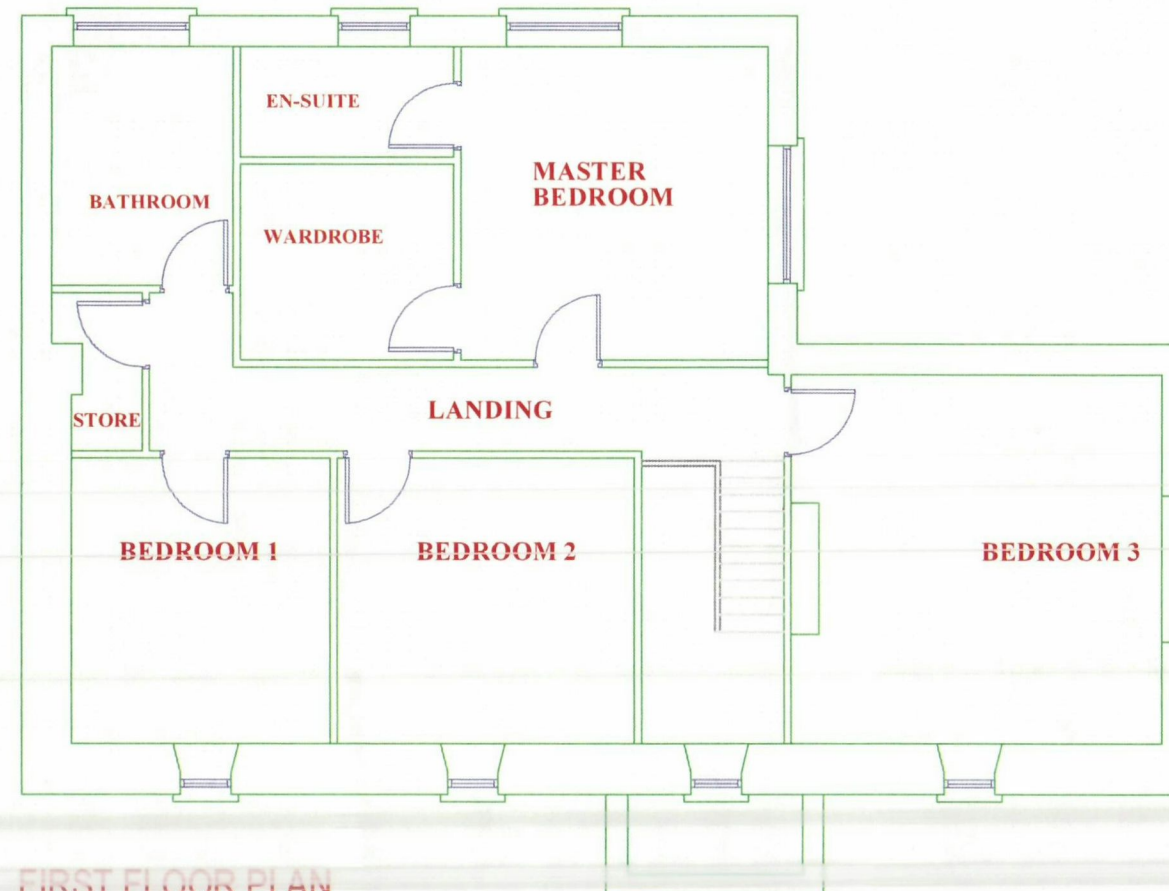 EN-SUITE
MASTER
BEDROOM
BATHROOM
WARDROBE
LANDING
STORE
BEDROOM 1
BEDROOM 2
BEDROOM 3
FIRST FLOOR PLAN